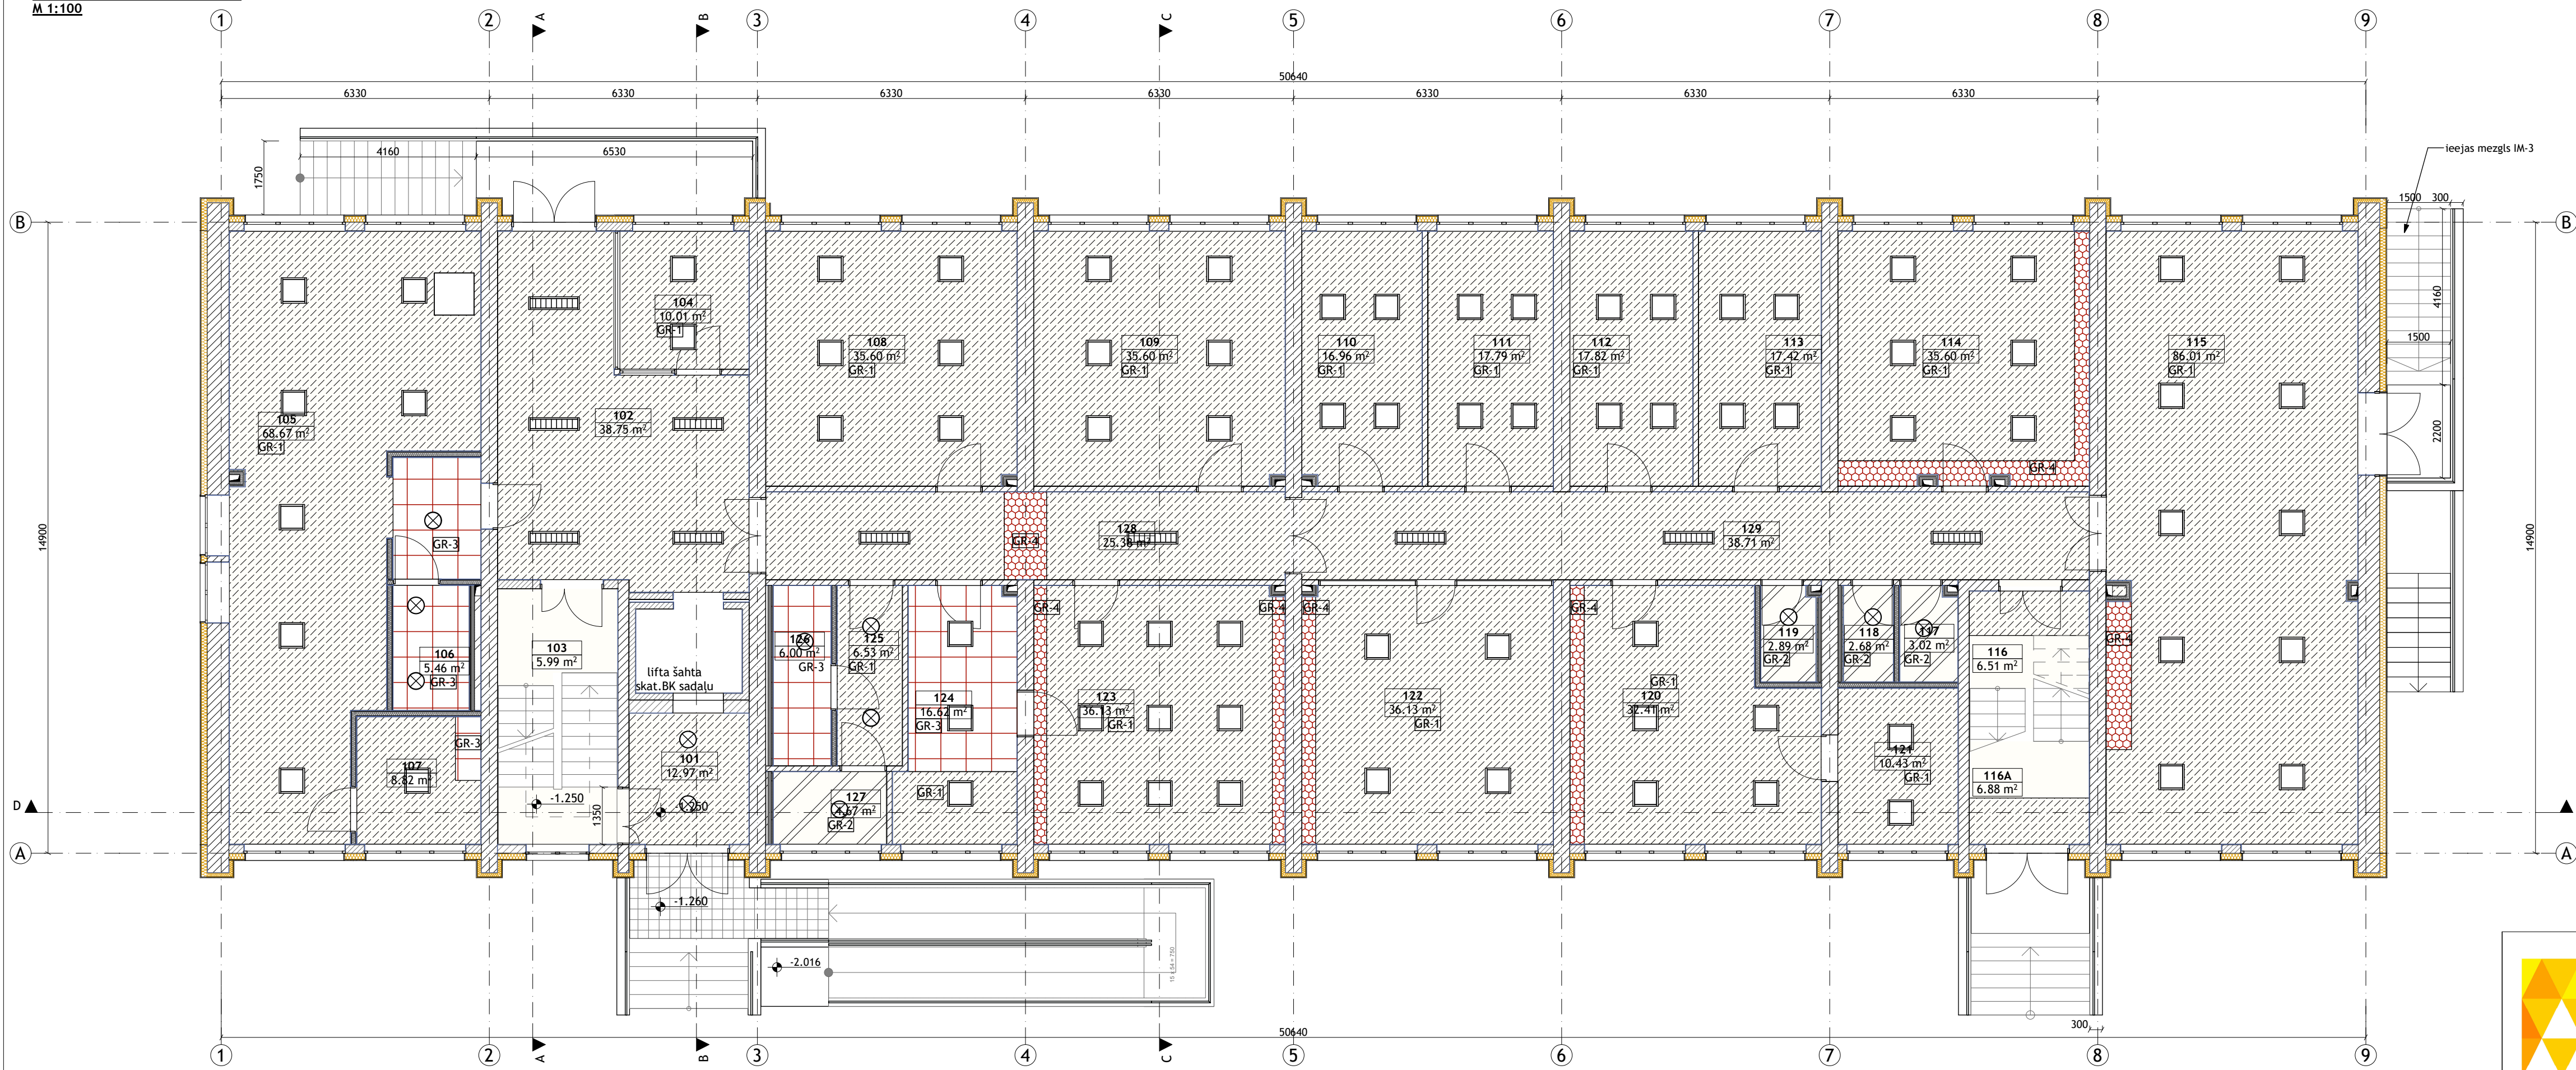 M 1:100
1 2 3 4 5 6 7 8 9
A B C
50640
6330 6330 6330 6330 6330 6330 6330
4160 6530
1750
ieejas mezgls IM-3
1500 300
B B
4160
1500
2200
14900 14900
104
10.01 m²
GR-1
108
35.60 m²
GR-1
109
35.60 m²
GR-1
110
16.96 m²
GR-1
111
17.79 m²
GR-1
112
17.82 m²
GR-1
113
17.42 m²
GR-1
114
35.60 m²
GR-1
GR-4
115
86.01 m²
GR-1
105
68.67 m²
GR-1
102
38.75 m²
GR-3
GR-4
128
25.38 m²
129
38.71 m²
106
5.46 m²
GR-3
103
5.99 m²
lifta šahta
skat.BK sadaļu
126
6.00 m²
GR-3
125
6.53 m²
GR-1
124
16.62 m²
GR-3
GR-1
GR-4
123
36.13 m²
GR-1
GR-4
GR-4
122
36.13 m²
GR-1
GR-4
GR-1
120
32.41 m²
119
2.89 m²
GR-2
118
2.68 m²
GR-2
117
3.02 m²
GR-2
116
6.51 m²
GR-4
GR-3
107
8.82 m²
101
12.97 m²
121
10.43 m²
GR-1
116A
6.88 m²
127
GR-2
-1.250
1350
-1.250
D
A A
-1.260
-2.016
15 x 54 = 750
300
50640
1 2 3 4 5 6 7 8 9
A B C